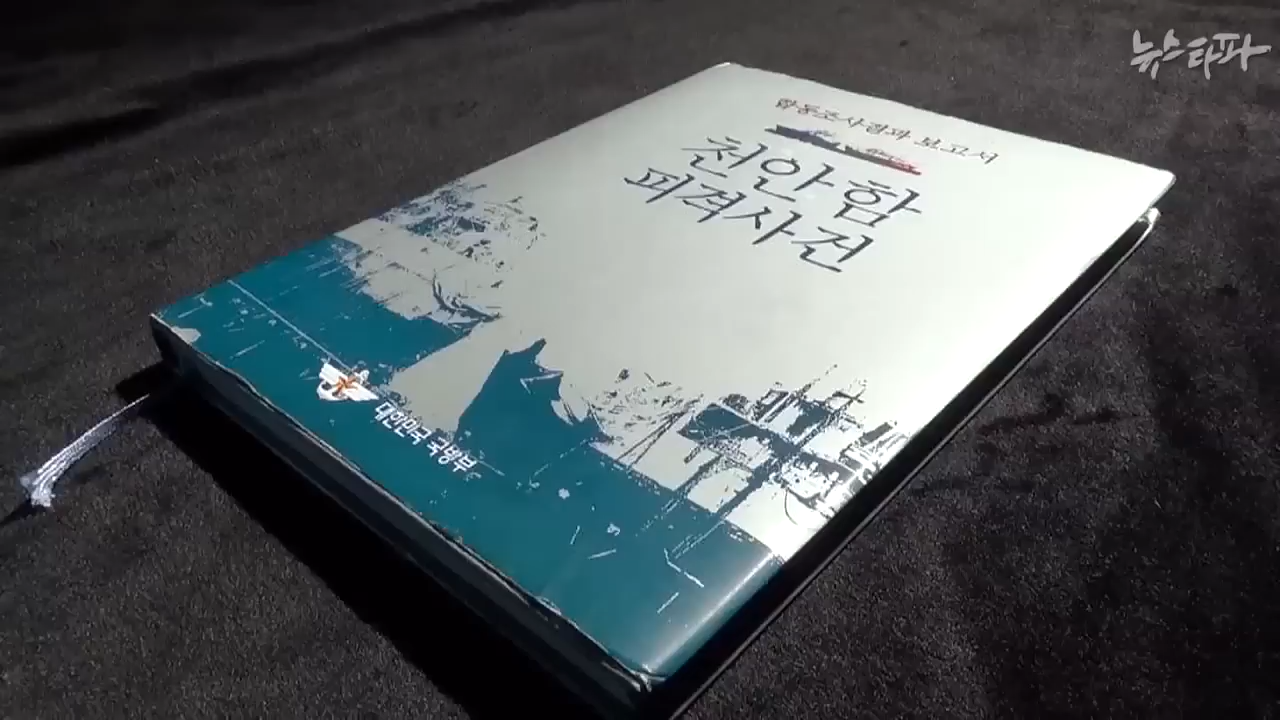 뉴스타파
합동조사결과 보고서
천안함
피격사건
대한민국 국방부